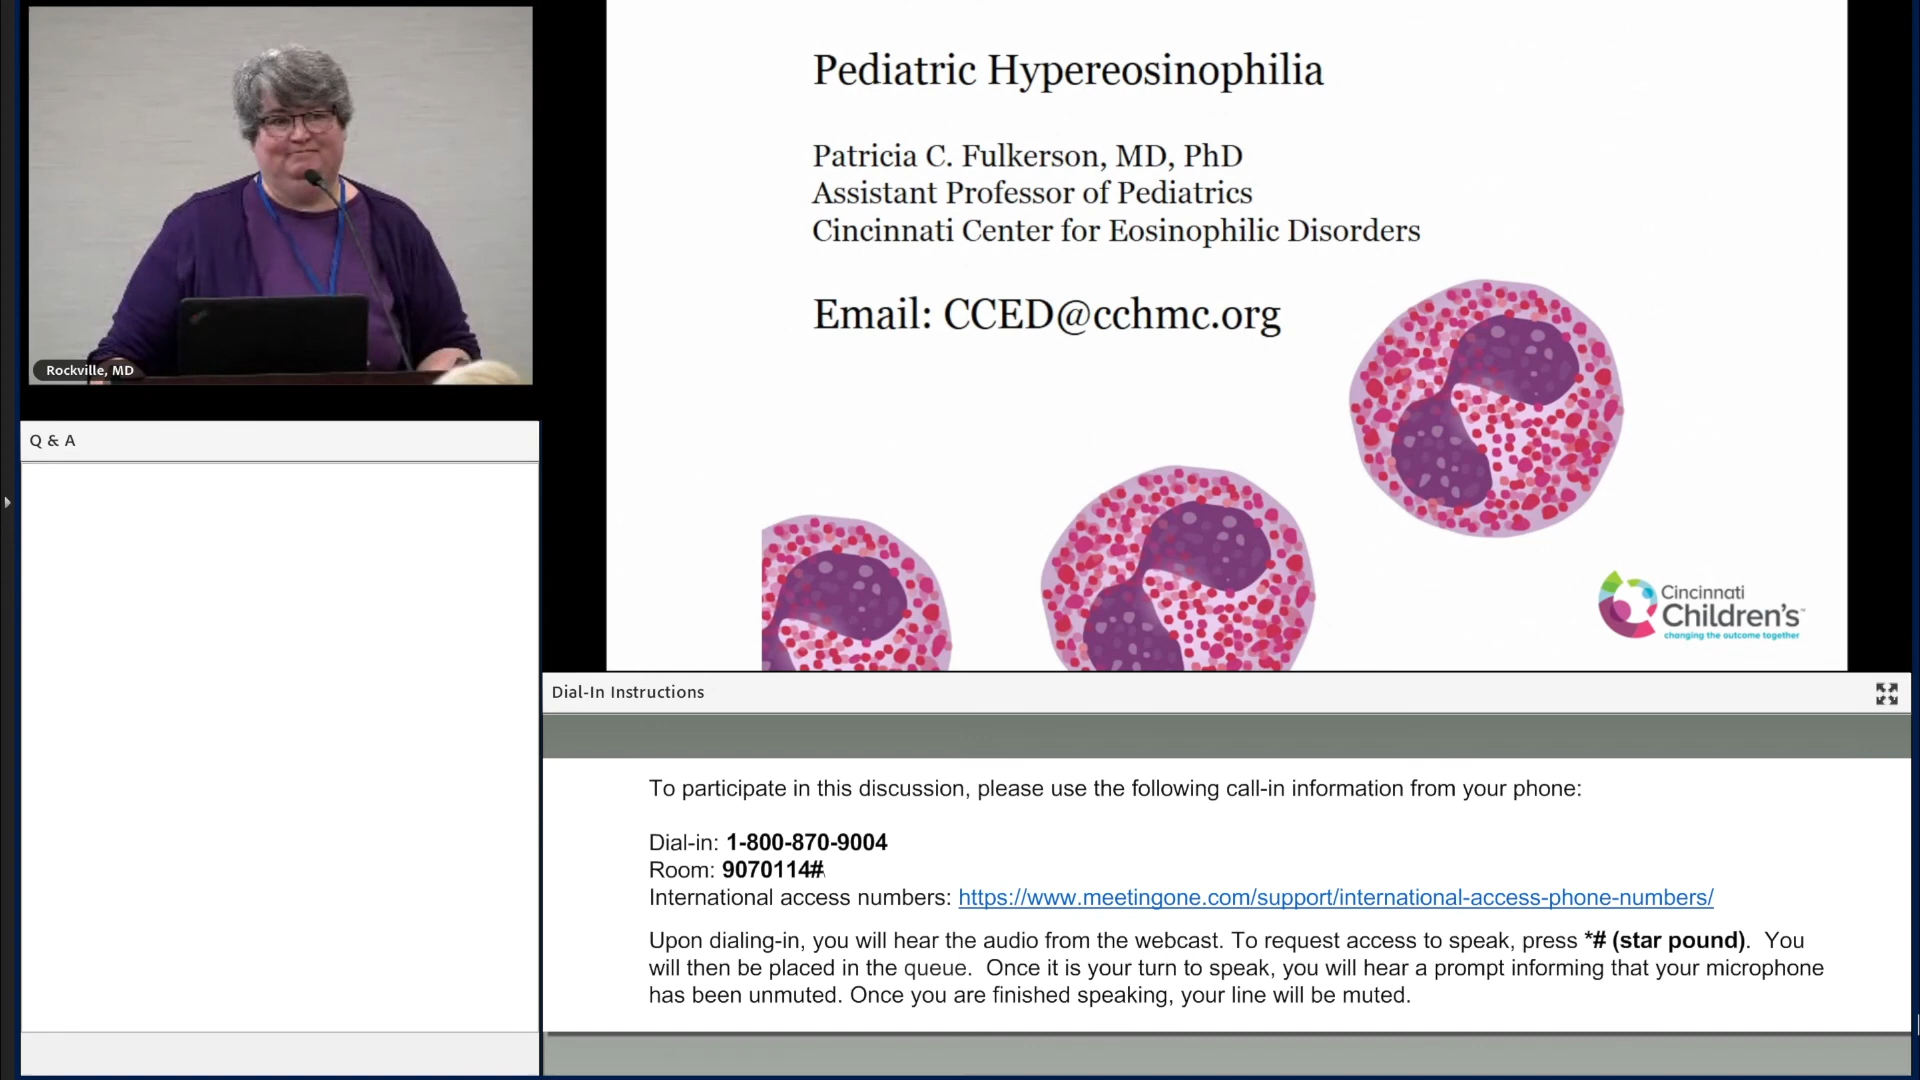 Pediatric Hypereosinophilia
Patricia C. Fulkerson, MD, PhD
Assistant Professor of Pediatrics
Cincinnati Center for Eosinophilic Disorders
Email: CCED@cchmc.org
Cincinnati
Children's™
changing the outcome together
Rockville, MD
Q & A
Dial-In Instructions
To participate in this discussion, please use the following call-in information from your phone:
Dial-in: 1-800-870-9004
Room: 9070114#
International access numbers: https://www.meetingone.com/support/international-access-phone-numbers/
Upon dialing-in, you will hear the audio from the webcast. To request access to speak, press *# (star pound). You
will then be placed in the queue. Once it is your turn to speak, you will hear a prompt informing that your microphone
has been unmuted. Once you are finished speaking, your line will be muted.